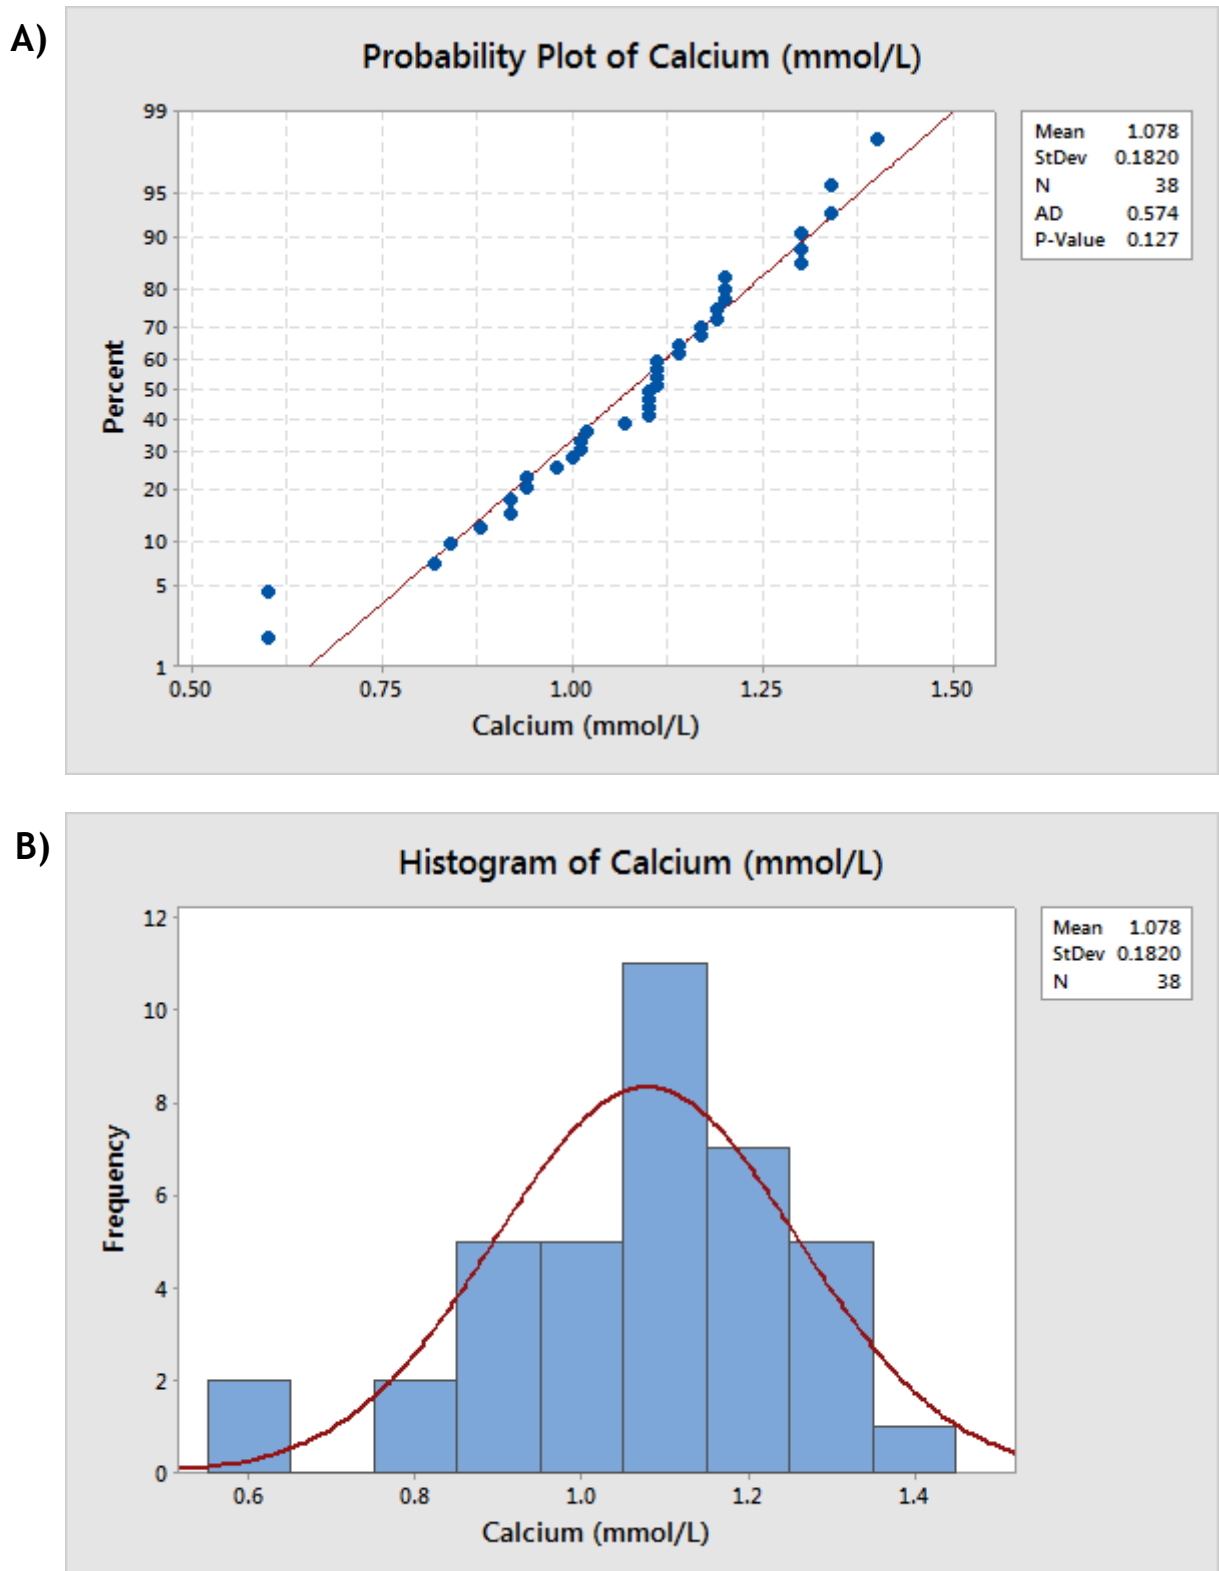 A)
Probability Plot of Calcium (mmol/L)
99
95
90
80
70
60
50
40
30
20
10
5
1
Percent
0.50 0.75 1.00 1.25 1.50
Calcium (mmol/L)
Mean 1.078
StDev 0.1820
N 38
AD 0.574
P-Value 0.127
B)
Histogram of Calcium (mmol/L)
12
10
8
6
4
2
0
Frequency
0.6 0.8 1.0 1.2 1.4
Calcium (mmol/L)
Mean 1.078
StDev 0.1820
N 38